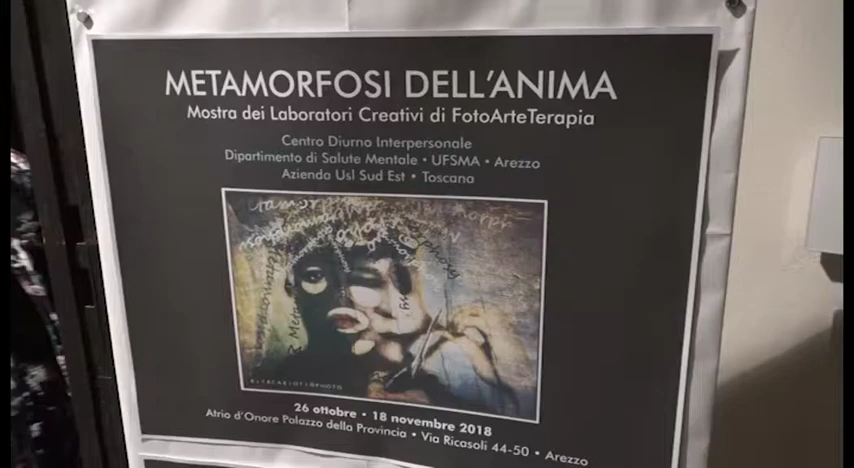 METAMORFOSI DELL'ANIMA
Mostra dei Laboratori Creativi di FotoArteTerapia
Centro Diurno Interpersonale
Dipartimento di Salute Mentale • UFSMA • Arezzo
Azienda Usl Sud Est • Toscana
26 ottobre • 18 novembre 2018
Atrio d'Onore Palazzo della Provincia • Via Ricasoli 44-50 • Arezzo